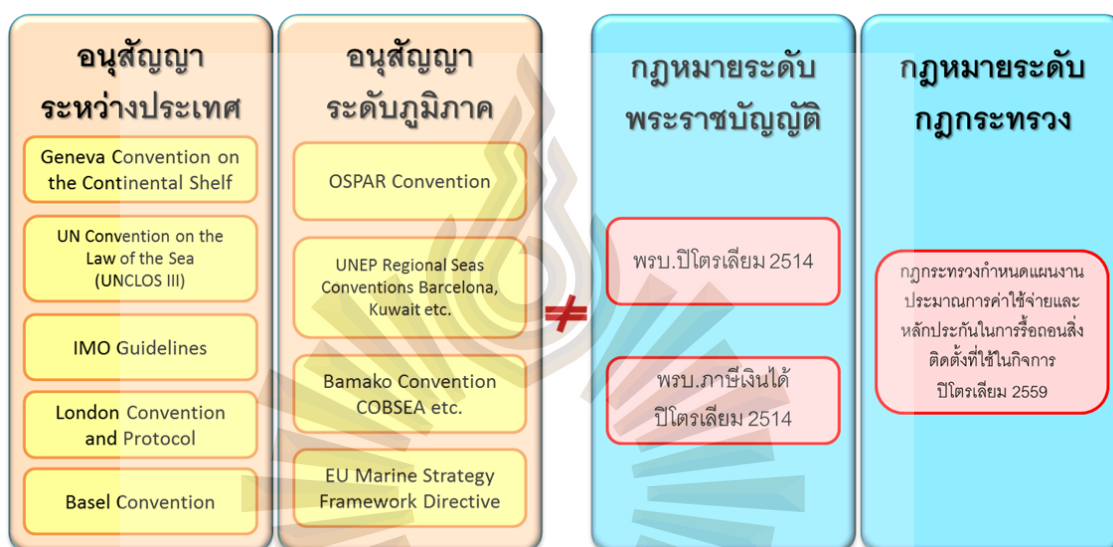 อนุสัญญา
ระหว่างประเทศ
Geneva Convention on
the Continental Shelf
UN Convention on the
Law of the Sea
(UNCLOS III)
IMO Guidelines
London Convention
and Protocol
Basel Convention
อนุสัญญา
ระดับภูมิภาค
OSPAR Convention
UNEP Regional Seas
Conventions Barcelona,
Kuwait etc.
Bamako Convention
COBSEA etc.
EU Marine Strategy
Framework Directive
≠
กฎหมายระดับ
พระราชบัญญัติ
พรบ.ปิโตรเลียม 2514
พรบ.ภาษีเงินได้
ปิโตรเลียม 2514
กฎหมายระดับ
กฎกระทรวง
กฎกระทรวงกำหนดแผนงาน
ประมาณการค่าใช้จ่ายและ
หลักประกันในการรื้อถอนสิ่ง
ติดตั้งที่ใช้ในกิจการ
ปิโตรเลียม 2559